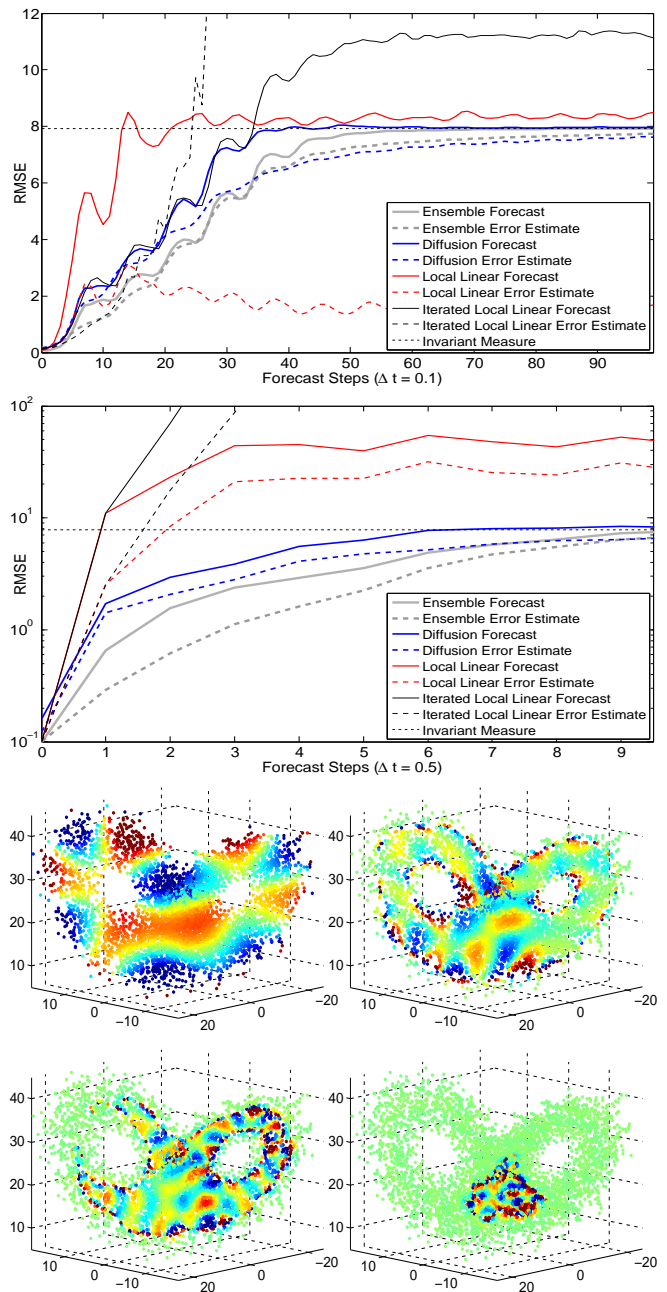 12
10
8
6
4
2
0
RMSE
0 10 20 30 40 50 60 70 80 90
Forecast Steps (Δ t = 0.1)
Ensemble Forecast
Ensemble Error Estimate
Diffusion Forecast
Diffusion Error Estimate
Local Linear Forecast
Local Linear Error Estimate
Iterated Local Linear Forecast
Iterated Local Linear Error Estimate
Invariant Measure
10^2
10^1
10^0
10^-1
RMSE
0 1 2 3 4 5 6 7 8 9
Forecast Steps (Δ t = 0.5)
Ensemble Forecast
Ensemble Error Estimate
Diffusion Forecast
Diffusion Error Estimate
Local Linear Forecast
Local Linear Error Estimate
Iterated Local Linear Forecast
Iterated Local Linear Error Estimate
Invariant Measure
40
30
20
10
10 0 -10
20 0 -20
40
30
20
10
10 0 -10
20 0 -20
40
30
20
10
10 0 -10
20 0 -20
40
30
20
10
10 0 -10
20 0 -20